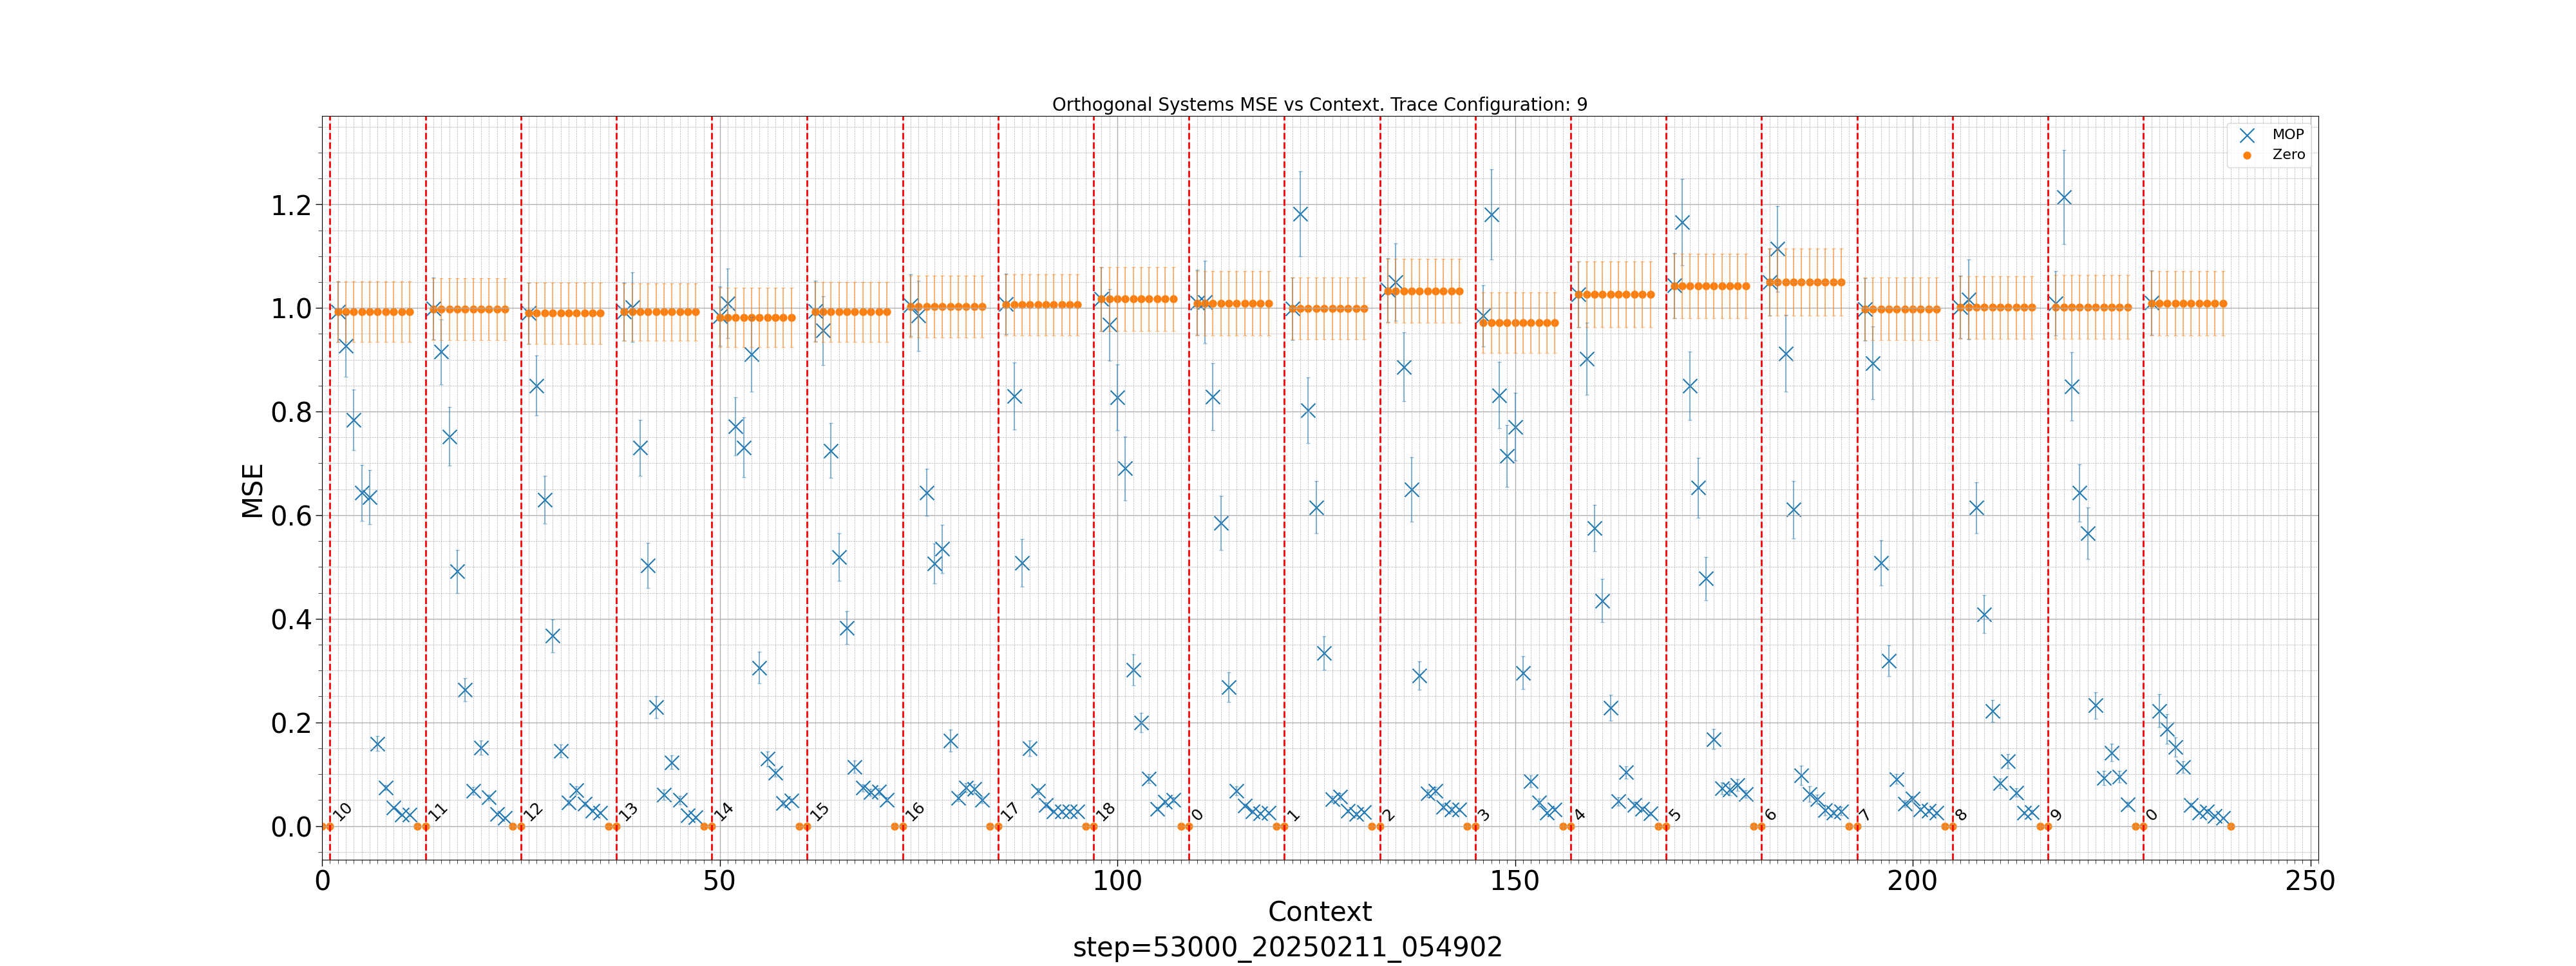 Orthogonal Systems MSE vs Context. Trace Configuration: 9
MOP
Zero
MSE
1.2
1.0
0.8
0.6
0.4
0.2
0.0
10 11 12 13 14 15 16 17 18 0 1 2 3 4 5 6 7 8 9 0
0 50 100 150 200 250
Context
step=53000_20250211_054902